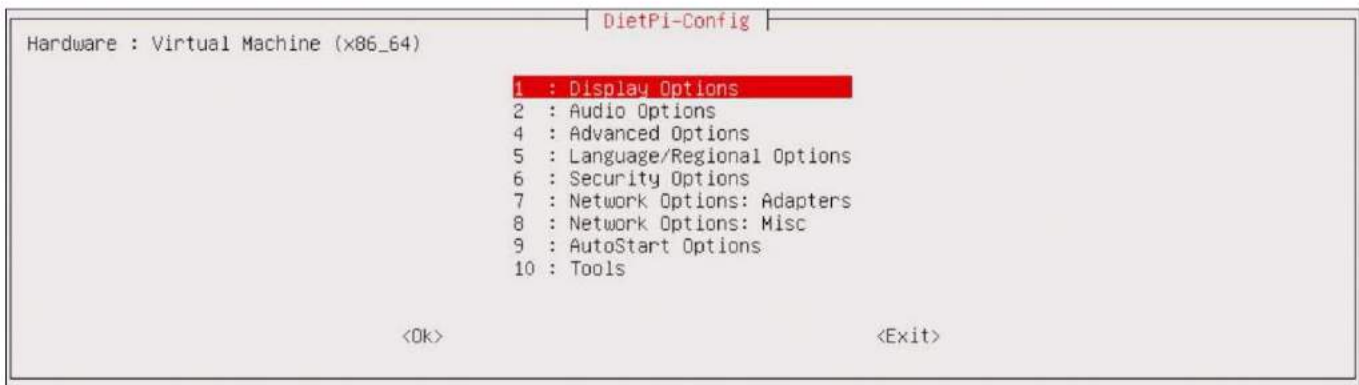 DietPi-Config
Hardware : Virtual Machine (x86_64)
1 : Display Options
2 : Audio Options
4 : Advanced Options
5 : Language/Regional Options
6 : Security Options
7 : Network Options: Adapters
8 : Network Options: Misc
9 : AutoStart Options
10 : Tools
<Ok> <Exit>